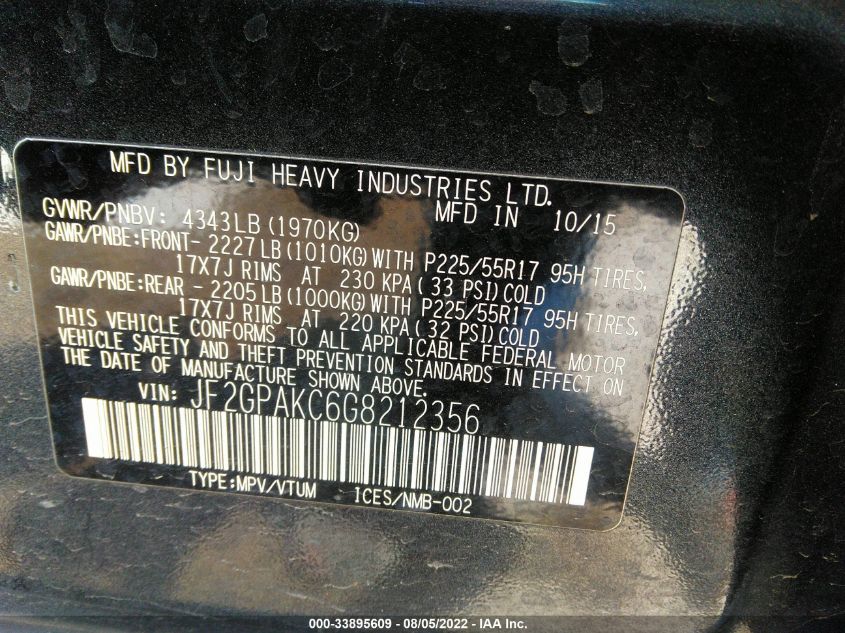 MFD BY FUJI HEAVY INDUSTRIES LTD.
GVWR/PNBV: 4343LB (1970KG) MFD IN 10/15
GAWR/PNBE:FRONT- 2227LB (1010KG) WITH P225/55R17 95H TIRES,
17X7J RIMS AT 230 KPA ( 33 PSI) COLD
GAWR/PNBE:REAR - 2205LB (1000KG) WITH P225/55R17 95H TIRES,
17X7J RIMS AT 220 KPA ( 32 PSI) COLD
THIS VEHICLE CONFORMS TO ALL APPLICABLE FEDERAL MOTOR
VEHICLE SAFETY AND THEFT PREVENTION STANDARDS IN EFFECT ON
THE DATE OF MANUFACTURE SHOWN ABOVE.
VIN: JF2GPAKC6G8212356
TYPE:MPV/VTUM ICES/NMB-002
000-33895609 - 08/05/2022 - IAA Inc.